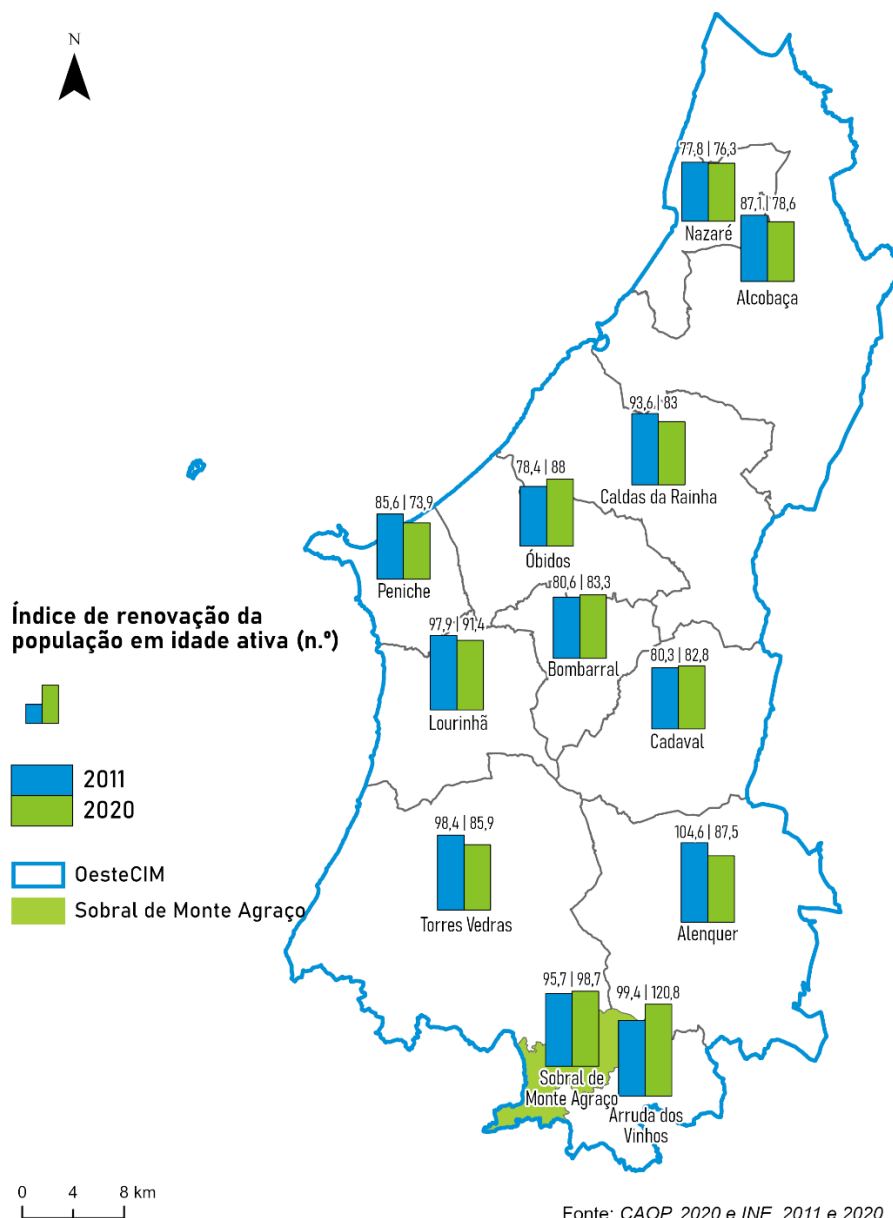 N
77,8 | 76,3
Nazaré
87,1 | 78,6
Alcobaça
93,6 | 83
Caldas da Rainha
78,4 | 88
Óbidos
85,6 | 73,9
Peniche
80,6 | 83,3
Bombarral
Índice de renovação da
população em idade ativa (n.º)
97,9 | 91,4
Lourinhã
80,3 | 82,8
Cadaval
2011
2020
98,4 | 85,9
Torres Vedras
104,6 | 87,5
Alenquer
OesteCIM
Sobral de Monte Agraço
95,7 | 98,7
Sobral de
Monte Agraço
99,4 | 120,8
Arruda dos
Vinhos
0 4 8 km
Fonte: CAOP, 2020 e INE, 2011 e 2020